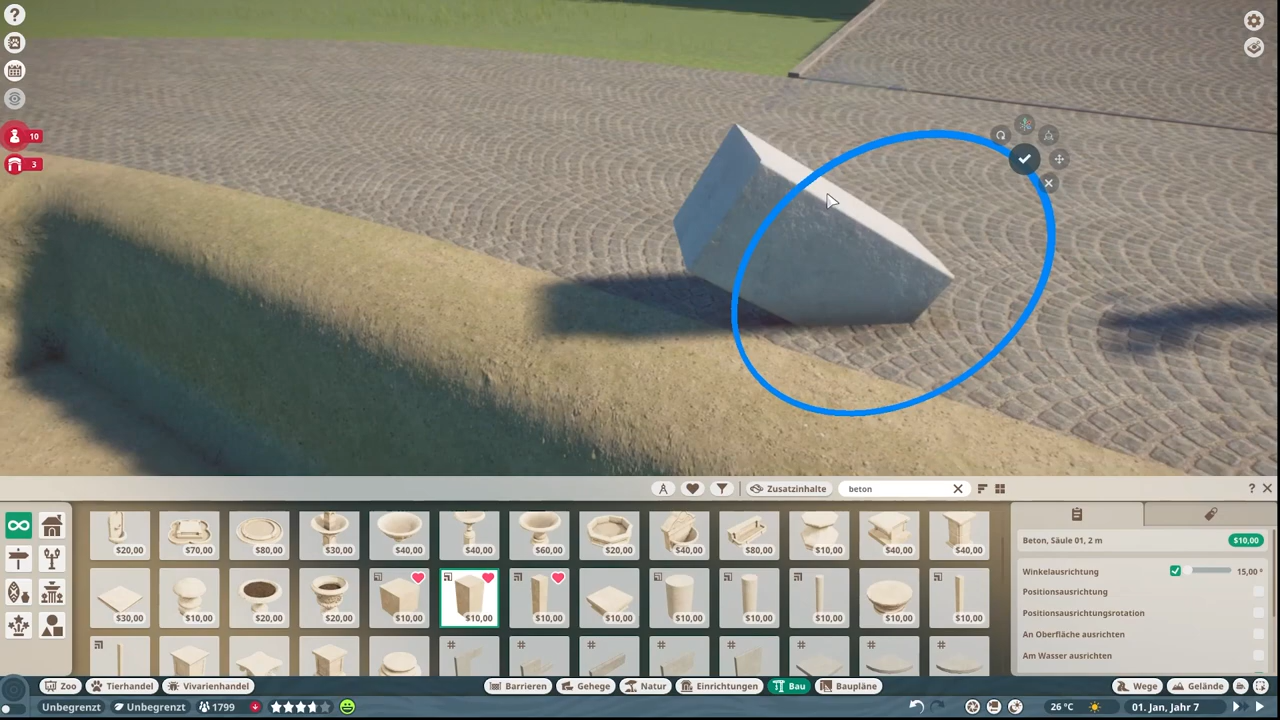 ?
10
3
Zusatzinhalte
beton
?
$20,00 $70,00 $80,00 $30,00 $40,00 $40,00 $60,00 $20,00 $40,00 $80,00 $10,00 $40,00 $40,00
$30,00 $10,00 $20,00 $20,00 $10,00 $10,00 $10,00 $10,00 $10,00 $10,00 $10,00 $20,00 $10,00
Beton, Säule 01, 2 m $10,00
Winkelausrichtung 15,00 °
Positionsausrichtung
Positionsausrichtungsrotation
An Oberfläche ausrichten
Am Wasser ausrichten
Zoo Tierhandel Vivarienhandel Barrieren Gehege Natur Einrichtungen Bau Baupläne Wege Gelände
Unbegrenzt Unbegrenzt 1799 26 °C 01. Jan, Jahr 7